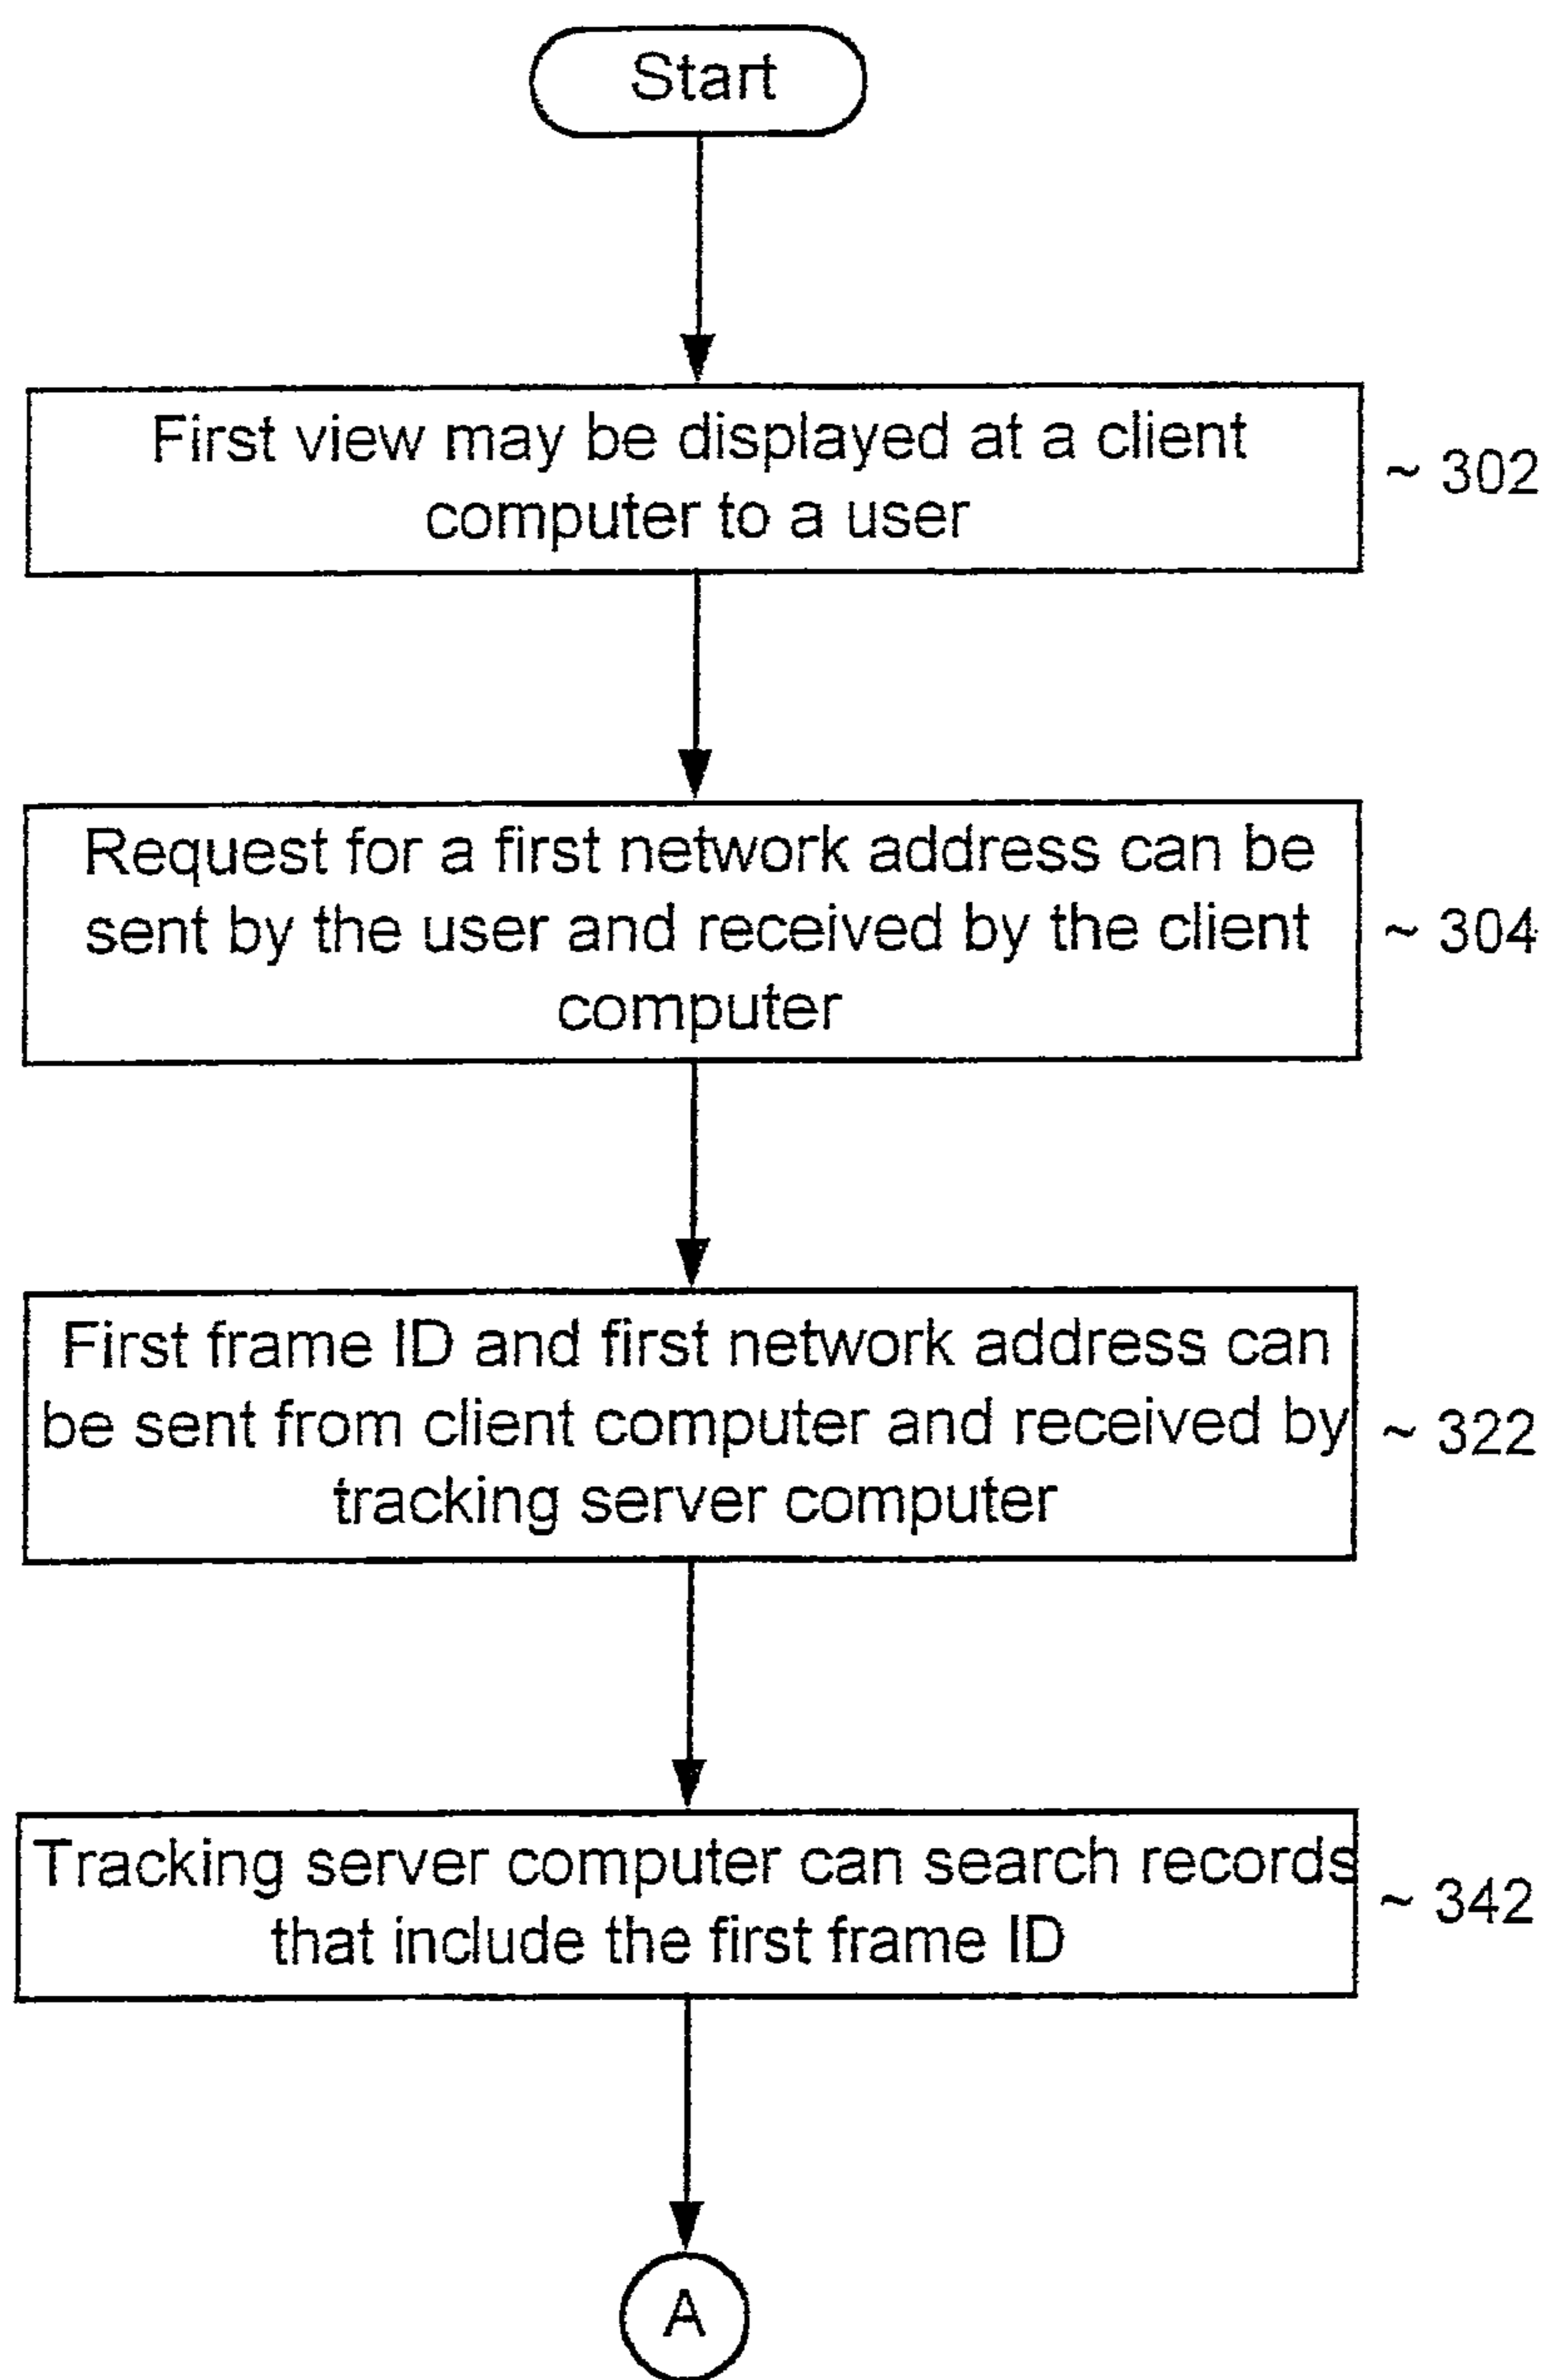 Start
First view may be displayed at a client
computer to a user
~ 302
Request for a first network address can be
sent by the user and received by the client
computer
~ 304
First frame ID and first network address can
be sent from client computer and received by
tracking server computer
~ 322
Tracking server computer can search records
that include the first frame ID
~ 342
A